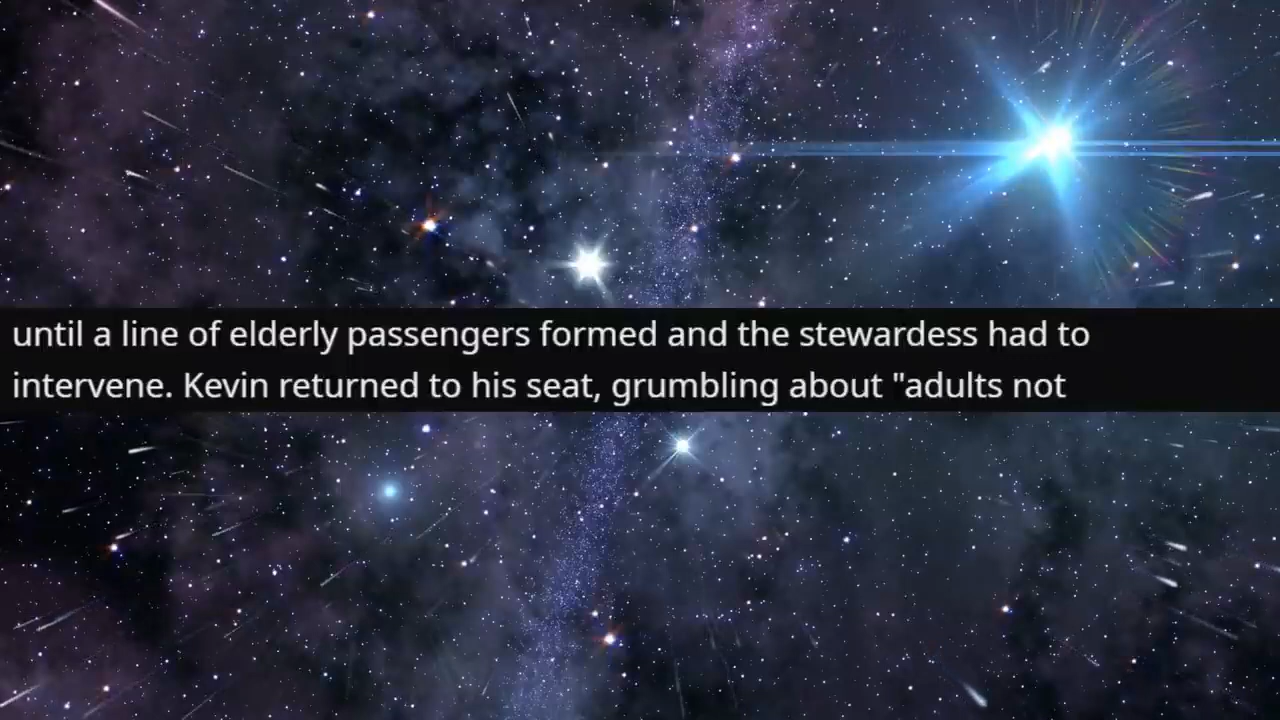 until a line of elderly passengers formed and the stewardess had to
intervene. Kevin returned to his seat, grumbling about "adults not